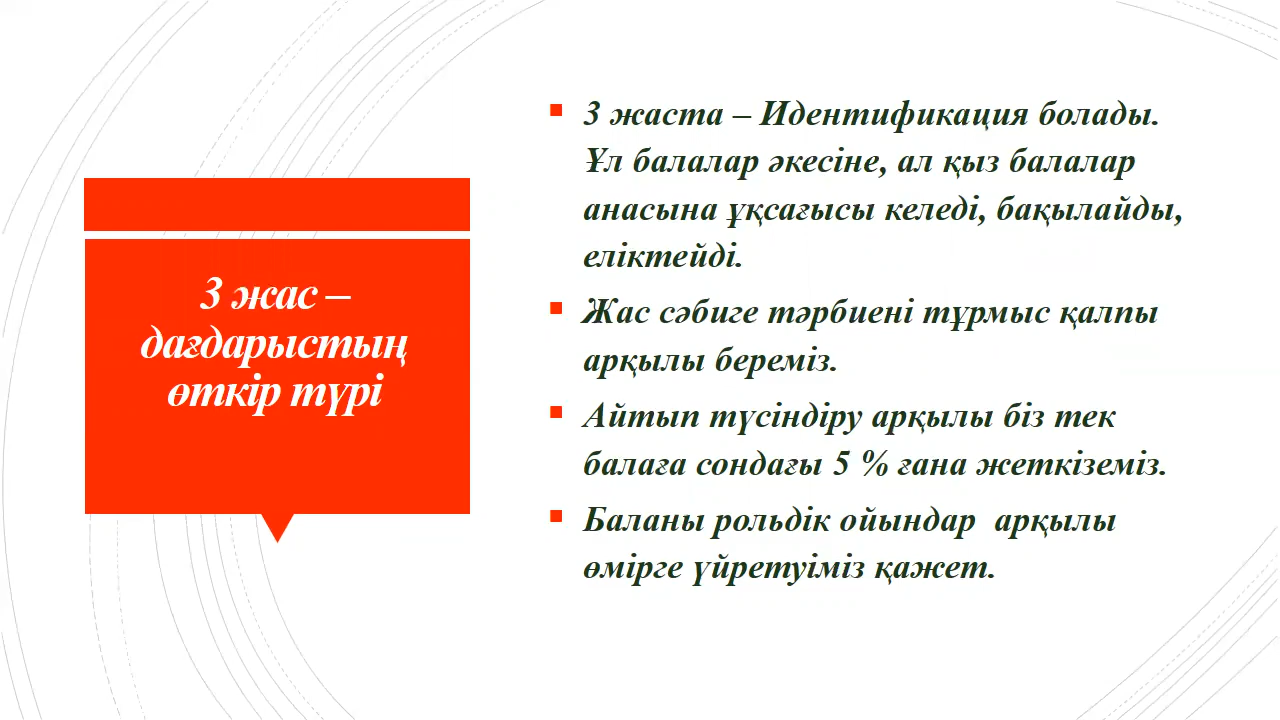 3 жас –
дағдарыстың
өткір түрі
3 жаста – Идентификация болады.
Ұл балалар әкесіне, ал қыз балалар
анасына ұқсағысы келеді, бақылайды,
еліктейді.
Жас сәбиге тәрбиені тұрмыс қалпы
арқылы береміз.
Айтып түсіндіру арқылы біз тек
балаға сондағы 5 % ғана жеткіземіз.
Баланы рольдік ойындар  арқылы
өмірге үйретуіміз қажет.